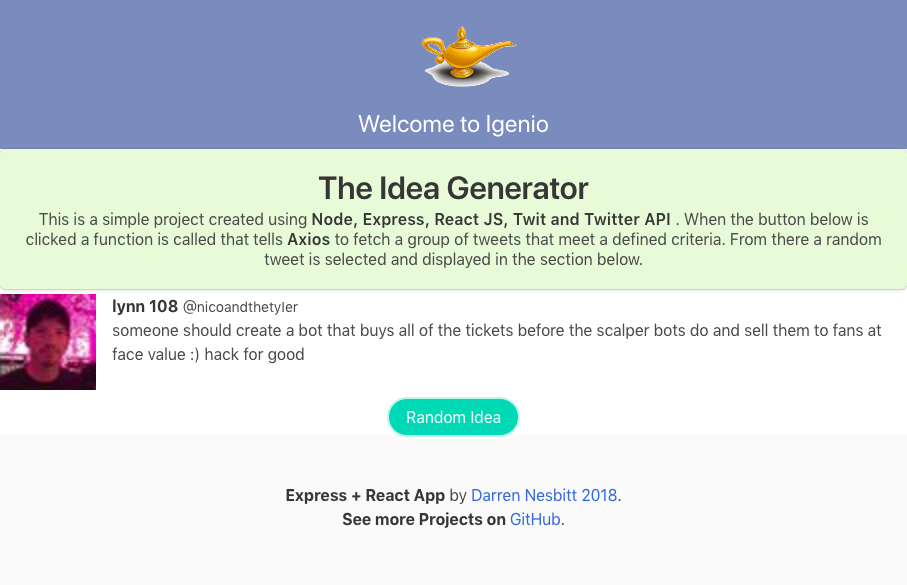 Welcome to Igenio
The Idea Generator
This is a simple project created using Node, Express, React JS, Twit and Twitter API . When the button below is
clicked a function is called that tells Axios to fetch a group of tweets that meet a defined criteria. From there a random
tweet is selected and displayed in the section below.
lynn 108 @nicoandthetyler
someone should create a bot that buys all of the tickets before the scalper bots do and sell them to fans at
face value :) hack for good
Random Idea
Express + React App by Darren Nesbitt 2018.
See more Projects on GitHub.